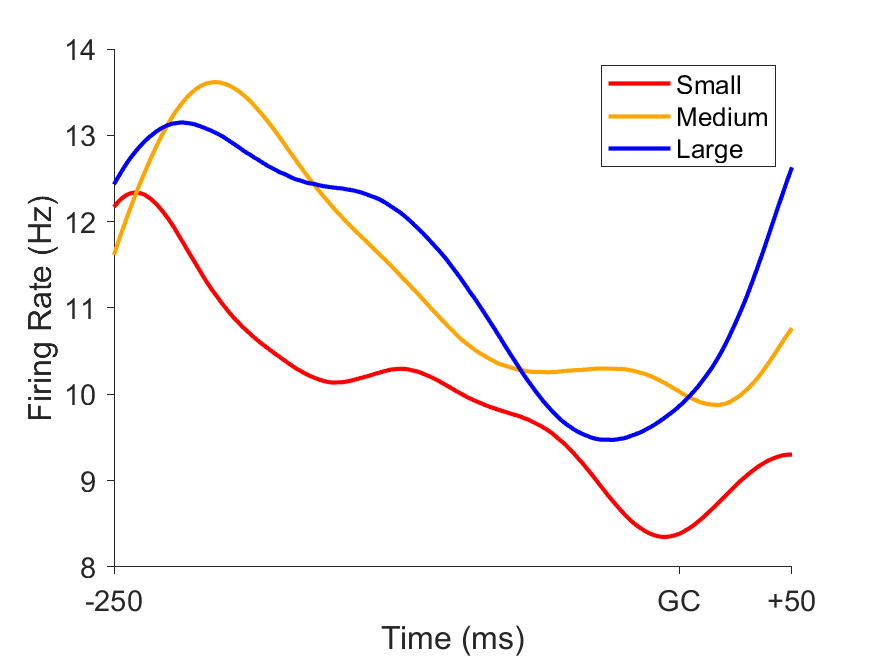 14
13
12
11
10
9
8
Firing Rate (Hz)
Small
Medium
Large
-250
GC
+50
Time (ms)